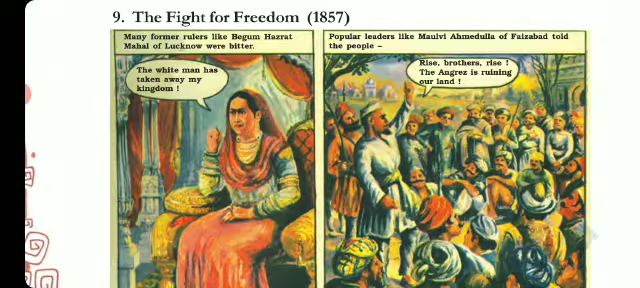 9. The Fight for Freedom (1857)
Many former rulers like Begum Hazrat
Mahal of Lucknow were bitter.
The white man has
taken away my
kingdom !
Popular leaders like Maulvi Ahmedulla of Faizabad told
the people –
Rise, brothers, rise !
The Angrez is ruining
our land !